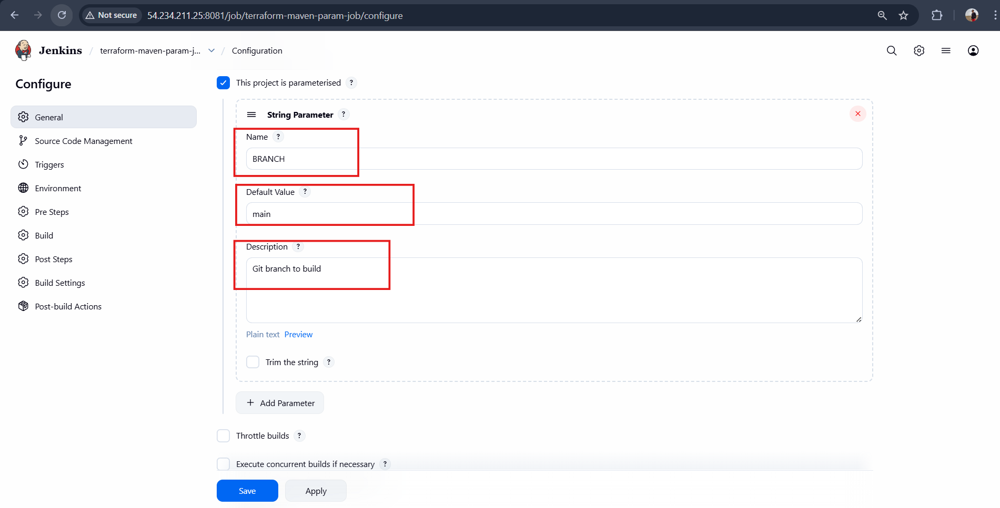 Not secure 54.234.211.25:8081/job/terraform-maven-param-job/configure
Jenkins / terraform-maven-param-j... / Configuration
Configure
General
Source Code Management
Triggers
Environment
Pre Steps
Build
Post Steps
Build Settings
Post-build Actions
This project is parameterised ?
String Parameter ?
Name ?
BRANCH
Default Value ?
main
Description ?
Git branch to build
Plain text Preview
Trim the string ?
+ Add Parameter
Throttle builds ?
Execute concurrent builds if necessary ?
Save Apply